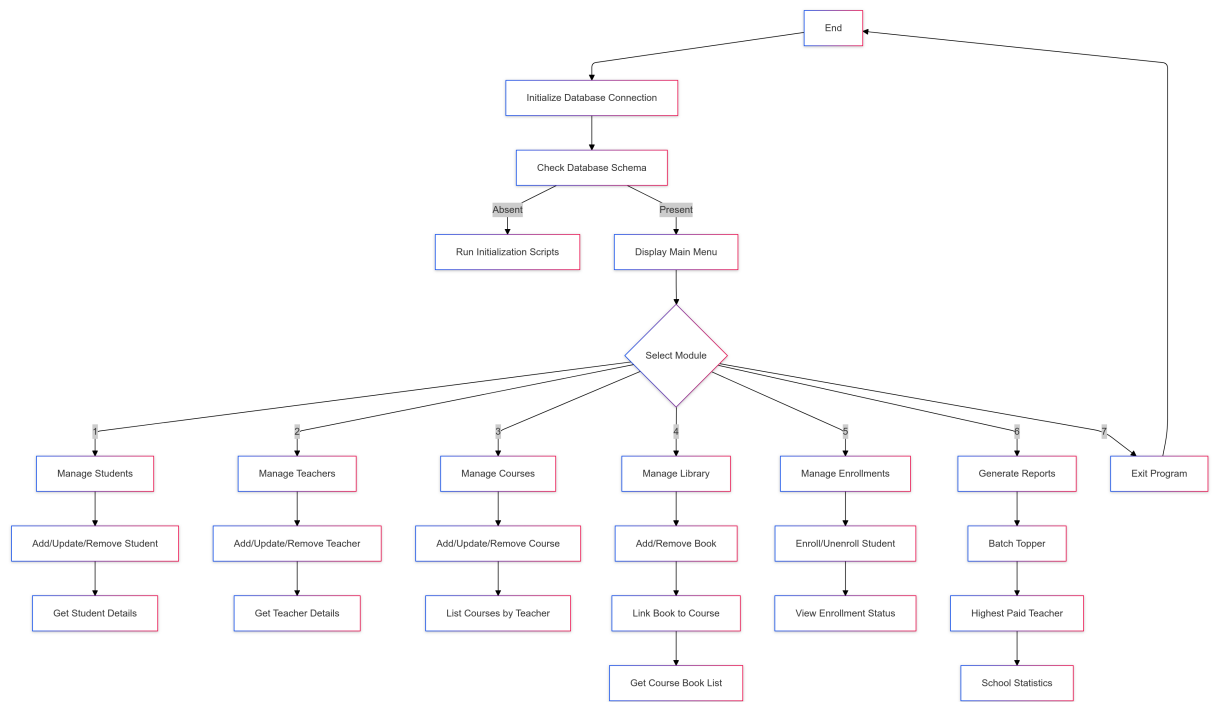 End
Initialize Database Connection
Check Database Schema
Absent
Present
Run Initialization Scripts
Display Main Menu
Select Module
1
2
3
4
5
6
7
Manage Students
Manage Teachers
Manage Courses
Manage Library
Manage Enrollments
Generate Reports
Exit Program
Add/Update/Remove Student
Add/Update/Remove Teacher
Add/Update/Remove Course
Add/Remove Book
Enroll/Unenroll Student
Batch Topper
Get Student Details
Get Teacher Details
List Courses by Teacher
Link Book to Course
View Enrollment Status
Highest Paid Teacher
Get Course Book List
School Statistics